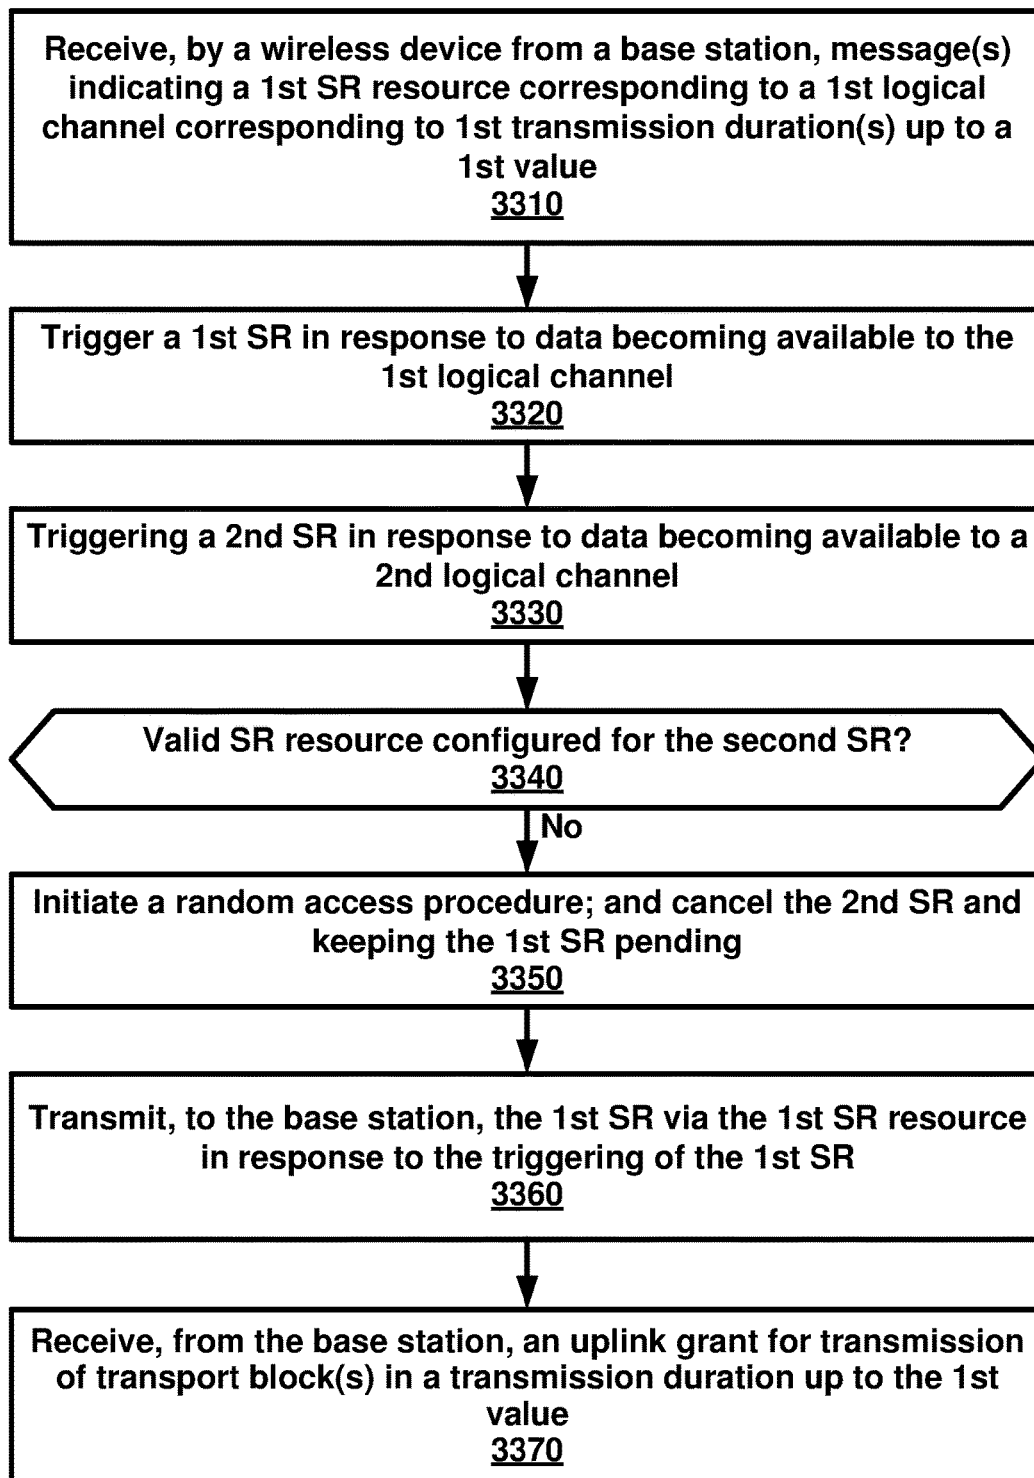 Receive, by a wireless device from a base station, message(s)
indicating a 1st SR resource corresponding to a 1st logical
channel corresponding to 1st transmission duration(s) up to a
1st value
3310
Trigger a 1st SR in response to data becoming available to the
1st logical channel
3320
Triggering a 2nd SR in response to data becoming available to a
2nd logical channel
3330
Valid SR resource configured for the second SR?
3340
No
Initiate a random access procedure; and cancel the 2nd SR and
keeping the 1st SR pending
3350
Transmit, to the base station, the 1st SR via the 1st SR resource
in response to the triggering of the 1st SR
3360
Receive, from the base station, an uplink grant for transmission
of transport block(s) in a transmission duration up to the 1st
value
3370